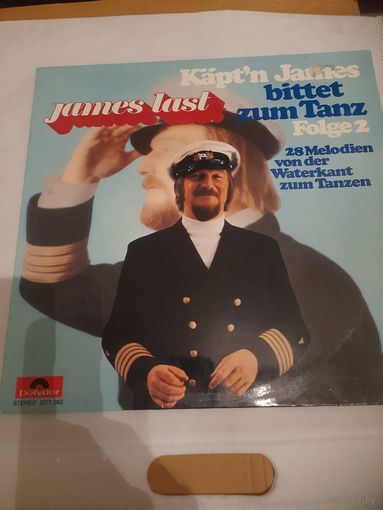 Käpt'n James
bittet
zum Tanz
Folge 2
james last
28 Melodien
von der
Waterkant
zum Tanzen
polydor
STEREO 2371 082